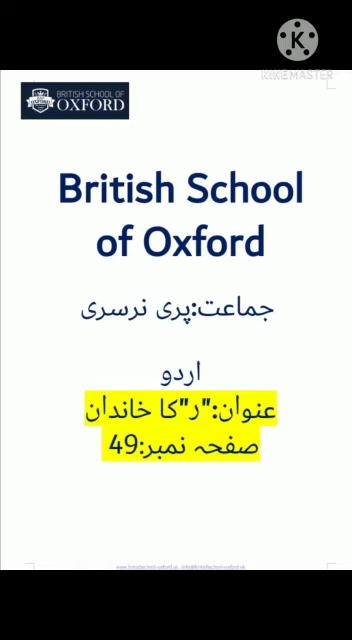 K
KINEMASTER
BRITISH SCHOOL OF
OXFORD
British School
of Oxford
جماعت:پری نرسری
اردو
عنوان:"ر"کا خاندان
صفحہ نمبر:49